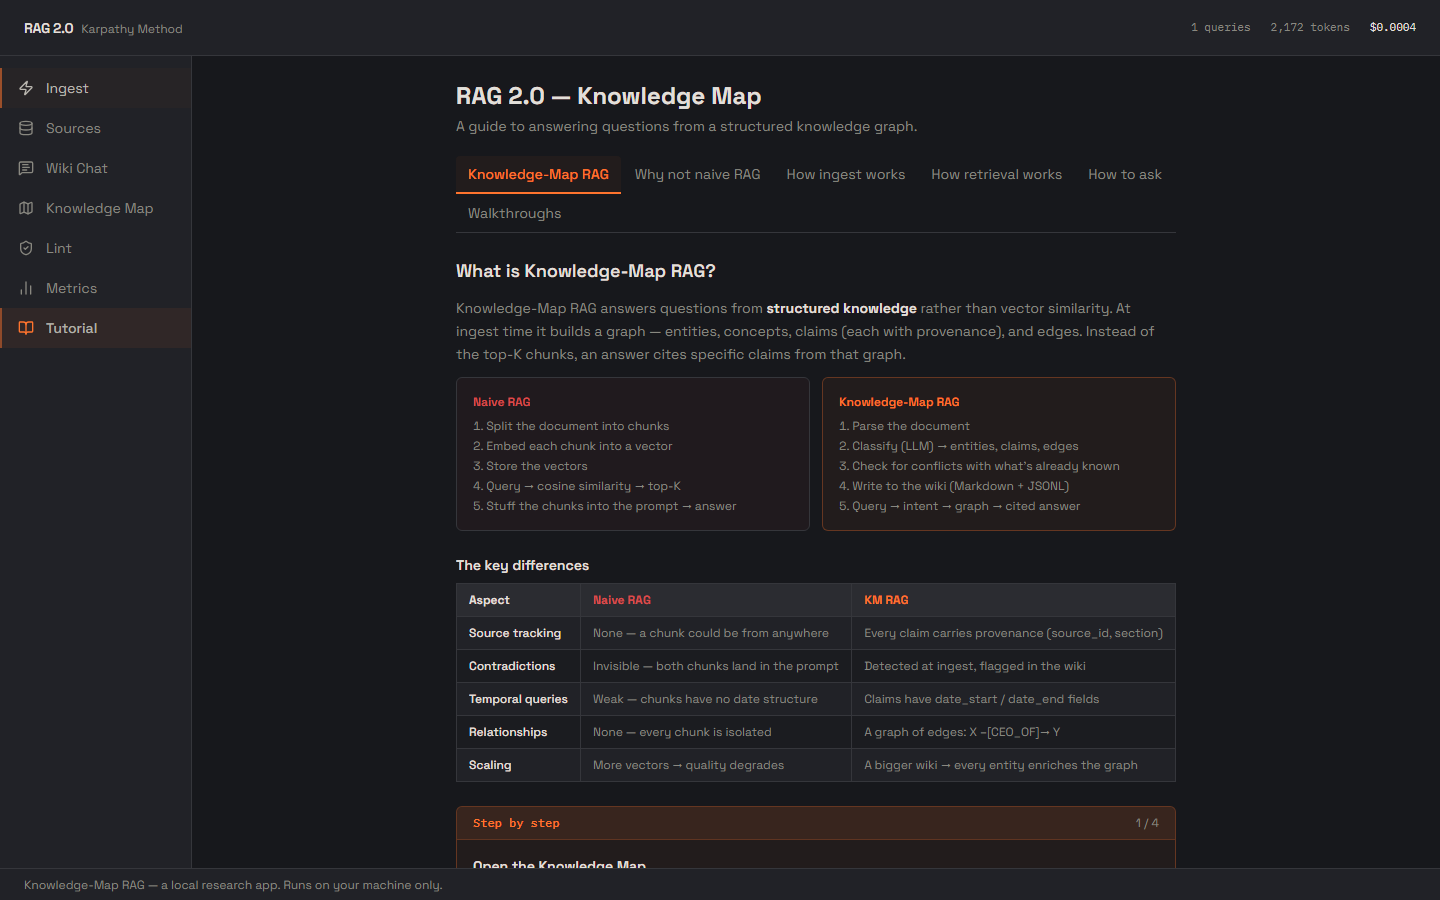 RAG 2.0 Karpathy Method
1 queries 2,172 tokens $0.0004
Ingest
Sources
Wiki Chat
Knowledge Map
Lint
Metrics
Tutorial
RAG 2.0 — Knowledge Map
A guide to answering questions from a structured knowledge graph.
Knowledge-Map RAG Why not naive RAG How ingest works How retrieval works How to ask
Walkthroughs
What is Knowledge-Map RAG?
Knowledge-Map RAG answers questions from structured knowledge rather than vector similarity. At
ingest time it builds a graph — entities, concepts, claims (each with provenance), and edges. Instead of
the top-K chunks, an answer cites specific claims from that graph.
Naive RAG
1. Split the document into chunks
2. Embed each chunk into a vector
3. Store the vectors
4. Query → cosine similarity → top-K
5. Stuff the chunks into the prompt → answer
Knowledge-Map RAG
1. Parse the document
2. Classify (LLM) → entities, claims, edges
3. Check for conflicts with what's already known
4. Write to the wiki (Markdown + JSONL)
5. Query → intent → graph → cited answer
The key differences
Aspect Naive RAG KM RAG
Source tracking None — a chunk could be from anywhere Every claim carries provenance (source_id, section)
Contradictions Invisible — both chunks land in the prompt Detected at ingest, flagged in the wiki
Temporal queries Weak — chunks have no date structure Claims have date_start / date_end fields
Relationships None — every chunk is isolated A graph of edges: X –[CEO_OF]→ Y
Scaling More vectors → quality degrades A bigger wiki → every entity enriches the graph
Step by step 1 / 4
Open the Knowledge Map
Knowledge-Map RAG — a local research app. Runs on your machine only.